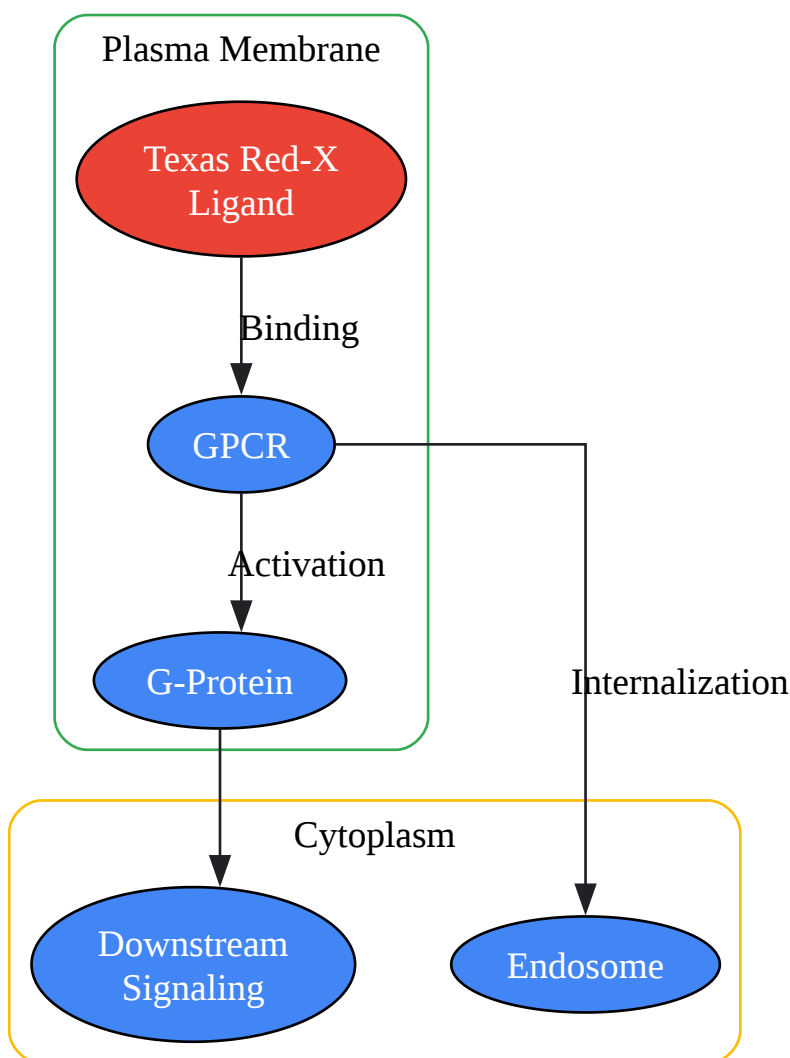 Plasma Membrane
Texas Red-X
Ligand
Binding
GPCR
Activation
G-Protein
Internalization
Cytoplasm
Downstream
Signaling
Endosome